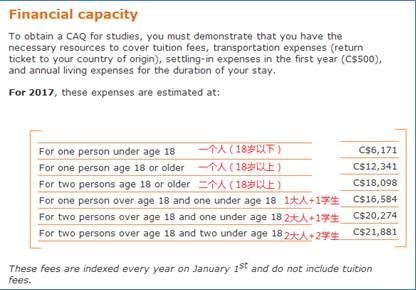 Financial capacity
To obtain a CAQ for studies, you must demonstrate that you have the
necessary resources to cover tuition fees, transportation expenses (return
ticket to your country of origin), settling-in expenses in the first year (C$500),
and annual living expenses for the duration of your stay.
For 2017, these expenses are estimated at:
For one person under age 18 一个人（18岁以下） C$6,171
For one person age 18 or older 一个人（18岁以上） C$12,341
For two persons age 18 or older 二个人（18岁以上） C$18,098
For one person over age 18 and one under age 18 1大人+1学生 C$16,584
For two persons over age 18 and one under age 18 2大人+1学生 C$20,274
For two persons over age 18 and two under age 18 2大人+2学生 C$21,881
These fees are indexed every year on January 1st and do not include tuition
fees.